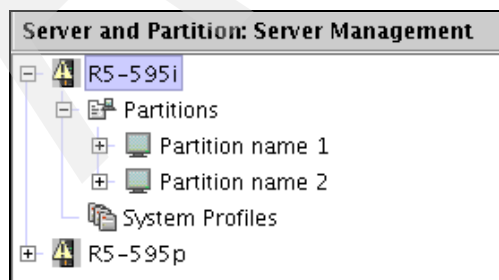 Server and Partition: Server Management
R5-595i
Partitions
Partition name 1
Partition name 2
System Profiles
R5-595p